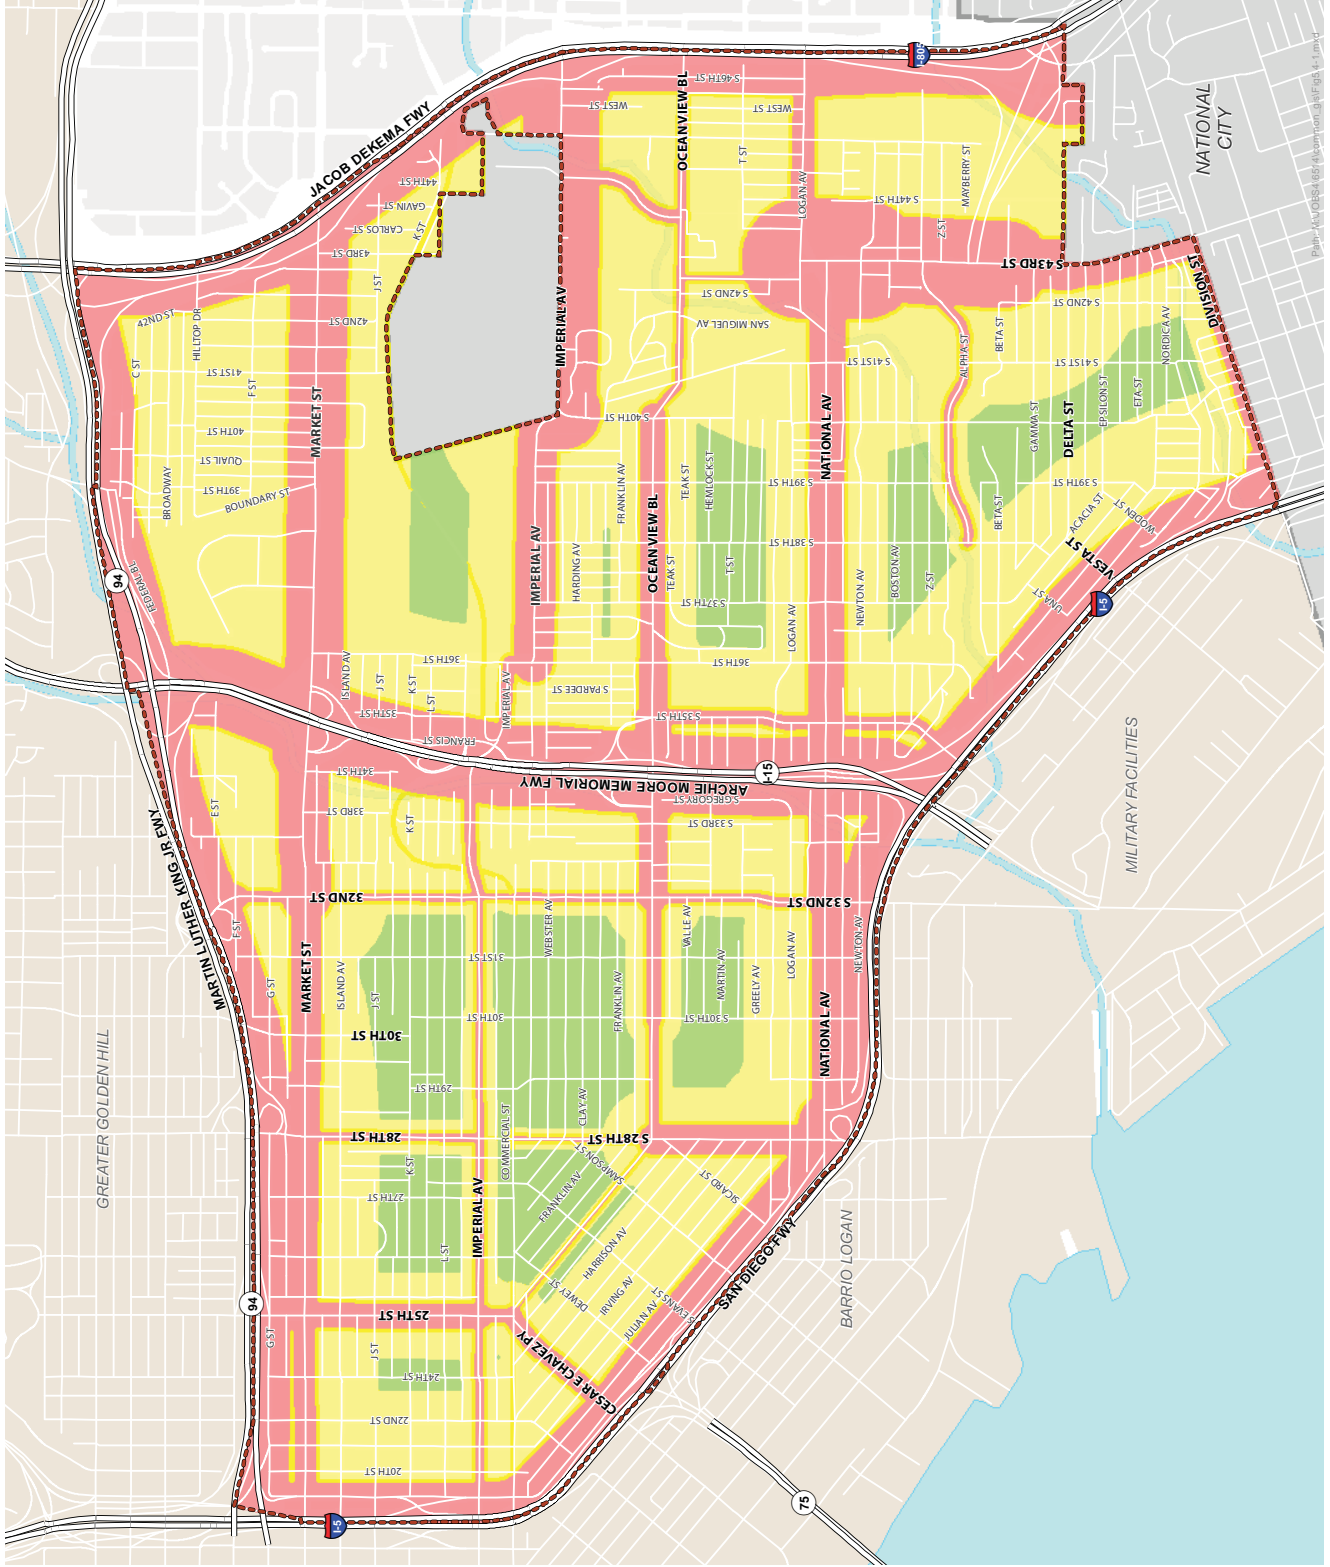 OCEANVIEW BL
S 46TH ST
I-805
WEST ST
WEST ST
JACOB DEKEMA FWY
NATIONAL
CITY
Path: M:\JOBS4\6514\common_gis\Fig5.4-1.mxd
T ST
44TH ST
GAVIN ST
CARLOS ST
K ST
43RD ST
LOGAN AV
S 44TH ST
MAYBERRY ST
Z ST
S 43RD ST
DIVISION ST
J ST
42ND ST
HILLTOP DR
42ND ST
IMPERIAL AV
S 42ND ST
SAN MIGUEL AV
S 42ND ST
BETA ST
NORDICA AV
C ST
41ST ST
F ST
S 41ST ST
ALPHA ST
S 41ST ST
EPSILON ST
ETA ST
MARKET ST
S 40TH ST
NATIONAL AV
GAMMA ST
DELTA ST
40TH ST
QUAIL ST
39TH ST
BROADWAY
BOUNDARY ST
FRANKLIN AV
TEAK ST
HEMLOCK ST
S 39TH ST
S 39TH ST
BETA ST
ACACIA ST
WODEN ST
OCEAN VIEW BL
IMPERIAL AV
S 38TH ST
VESTA ST
94
FEDERAL BL
HARDING AV
TEAK ST
T ST
BOSTON AV
Z ST
NEWTON AV
S 37TH ST
LOGAN AV
UNA ST
I-5
ISLAND AV
J ST
K ST
L ST
36TH ST
36TH ST
S PARDEE ST
IMPERIAL AV
35TH ST
S 35TH ST
FRANCIS ST
34TH ST
ARCHIE MOORE MEMORIAL FWY
I-15
S GREGORY ST
E ST
33RD ST
K ST
S 33RD ST
MILITARY FACILITIES
MARTIN LUTHER KING JR FWY
32ND ST
S 32ND ST
F ST
WEBSTER AV
VALLE AV
NEWTON AV
MARKET ST
ISLAND AV
J ST
31ST ST
MARTIN AV
LOGAN AV
G ST
FRANKLIN AV
GREELY AV
30TH ST
30TH ST
S 30TH ST
NATIONAL AV
29TH ST
CLAY AV
COMMERCIAL ST
GREATER GOLDEN HILL
28TH ST
S 28TH ST
K ST
SAMPSON ST
27TH ST
FRANKLIN AV
SICARD ST
IMPERIAL AV
L ST
HARRISON AV
BARRIO LOGAN
SAN DIEGO FWY
DEWEY ST
IRVING AV
S EVANS ST
JULIAN AV
94
25TH ST
G ST
J ST
CESAR E CHAVEZ PY
24TH ST
22ND ST
20TH ST
75
I-5